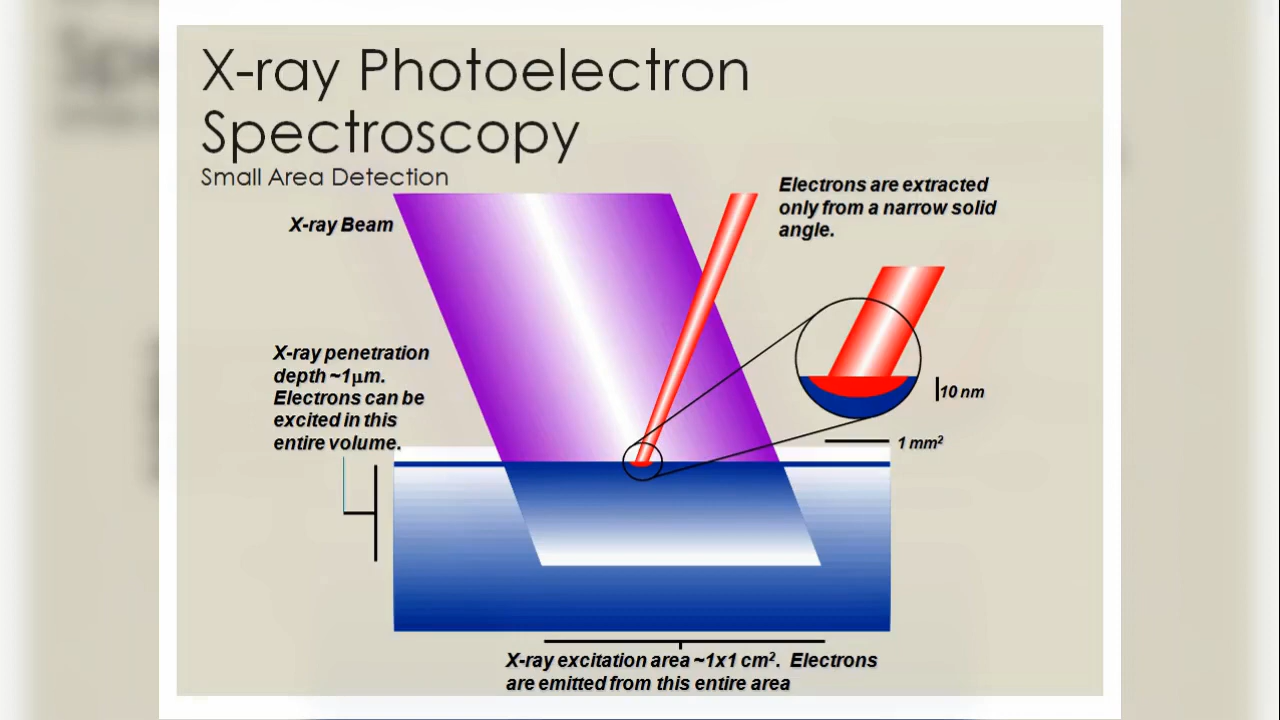 X-ray Photoelectron
Spectroscopy
Small Area Detection
X-ray Beam
Electrons are extracted
only from a narrow solid
angle.
X-ray penetration
depth ~1μm.
Electrons can be
excited in this
entire volume.
10 nm
1 mm²
X-ray excitation area ~1x1 cm². Electrons
are emitted from this entire area